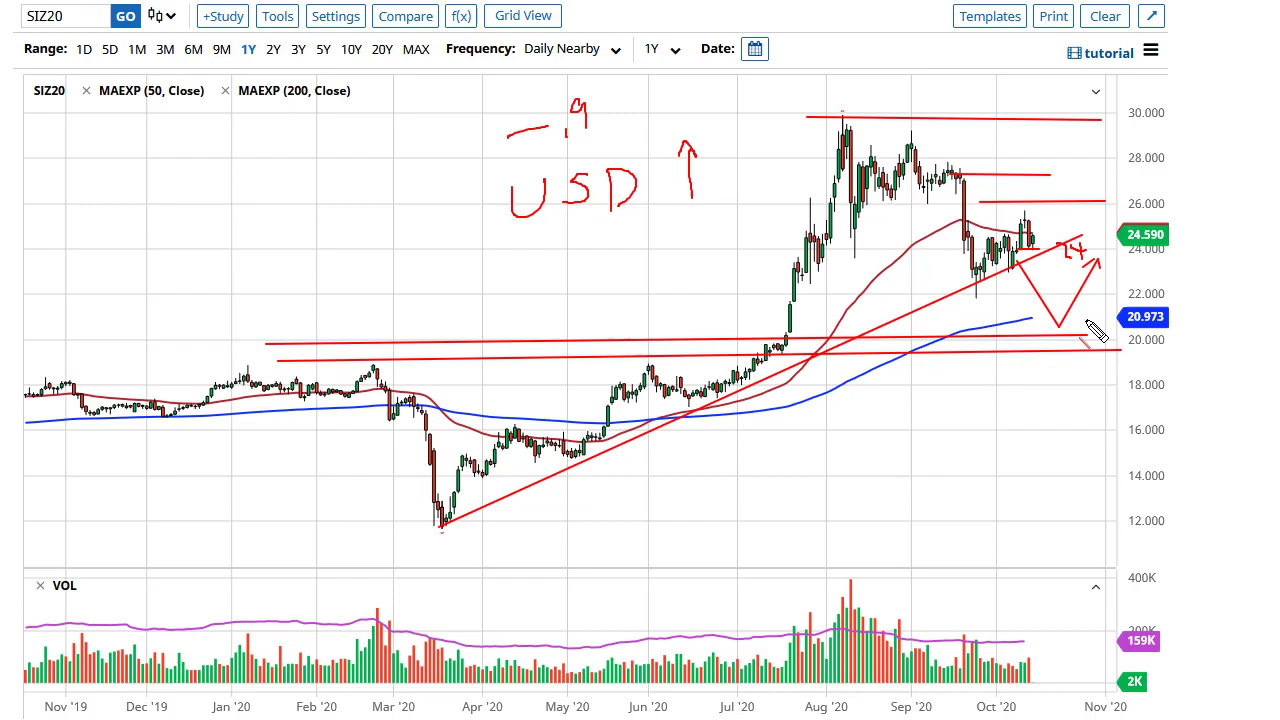 SIZ20 GO +Study Tools Settings Compare f(x) Grid View Templates Print Clear
Range: 1D 5D 1M 3M 6M 9M 1Y 2Y 3Y 5Y 10Y 20Y MAX Frequency: Daily Nearby 1Y Date: tutorial
SIZ20 × MAEXP (50, Close) × MAEXP (200, Close)
30.000
28.000
26.000
24.590
24.000
22.000
20.973
20.000
18.000
16.000
14.000
12.000
USD
24
× VOL
400K
159K
2K
Nov '19 Dec '19 Jan '20 Feb '20 Mar '20 Apr '20 May '20 Jun '20 Jul '20 Aug '20 Sep '20 Oct '20 Nov '20